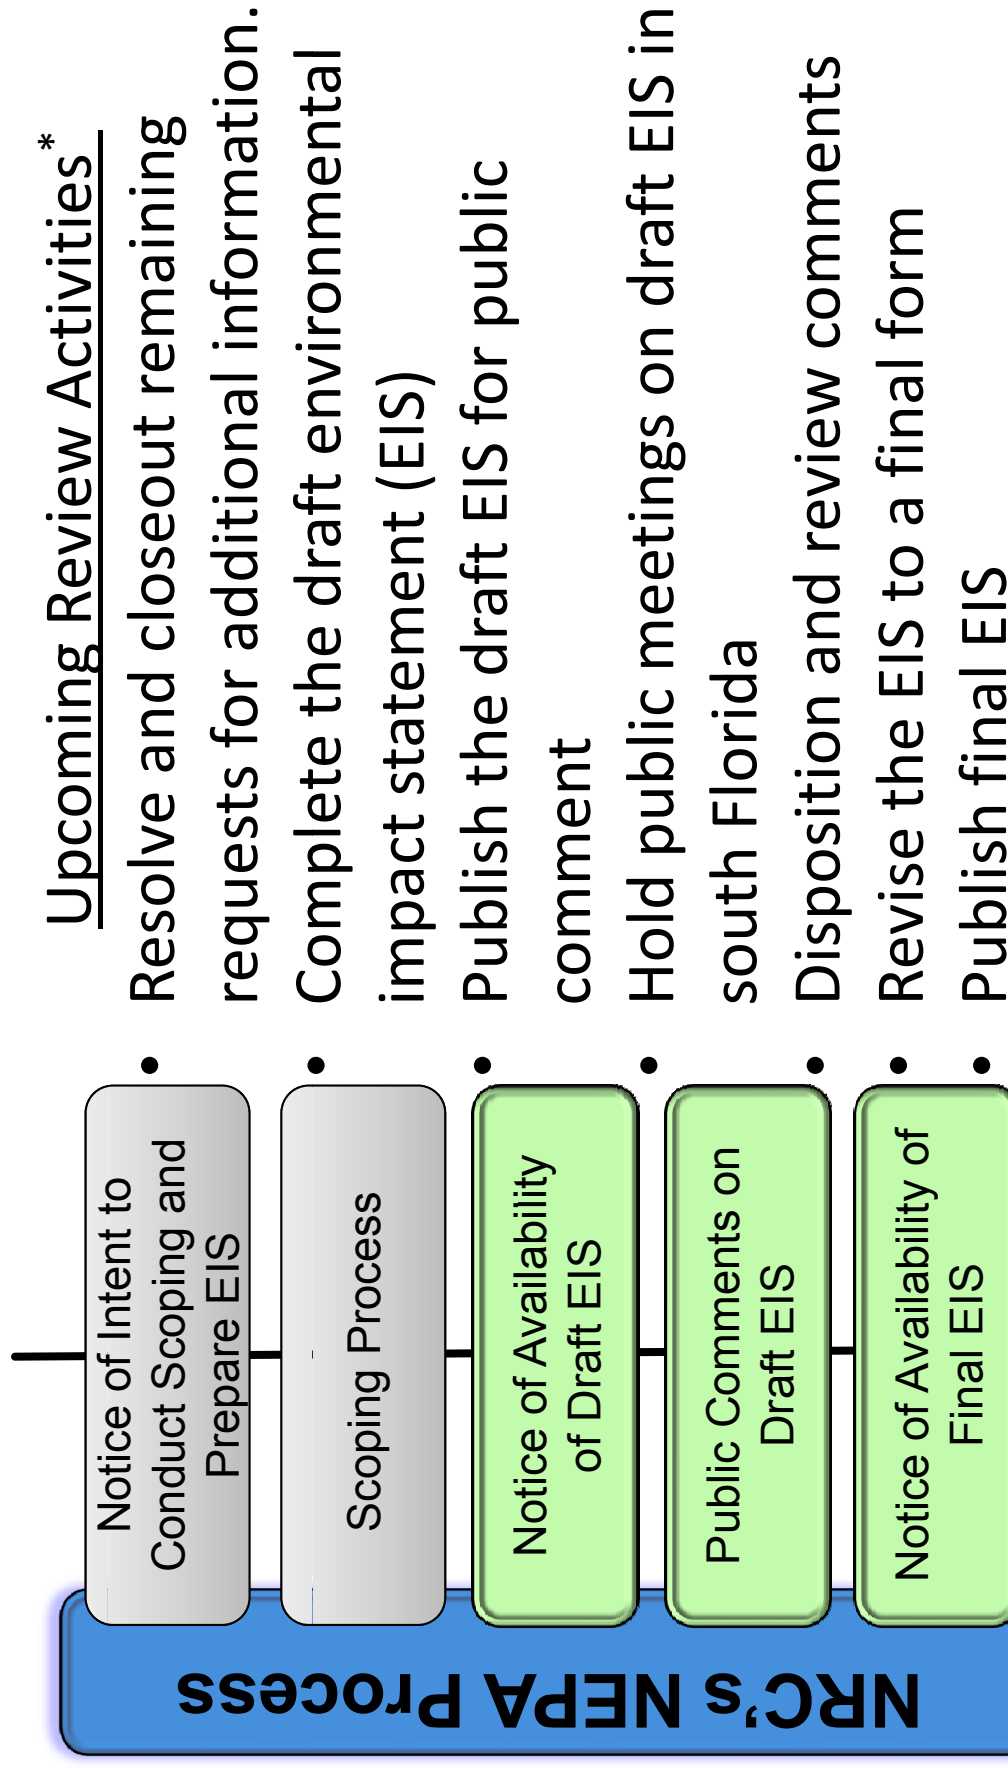 NRC's NEPA Process
Notice of Intent to
Conduct Scoping and
Prepare EIS
Scoping Process
Notice of Availability
of Draft EIS
Public Comments on
Draft EIS
Notice of Availability of
Final EIS
Upcoming Review Activities*
• Resolve and closeout remaining
requests for additional information.
• Complete the draft environmental
impact statement (EIS)
• Publish the draft EIS for public
comment
• Hold public meetings on draft EIS in
south Florida
• Disposition and review comments
• Revise the EIS to a final form
• Publish final EIS